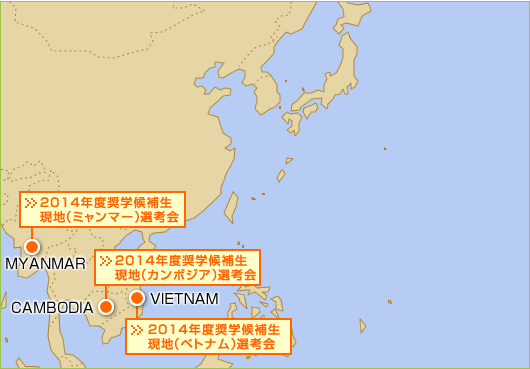 2014年度奨学候補生
現地(ミャンマー)選考会
MYANMAR
2014年度奨学候補生
現地(カンボジア)選考会
CAMBODIA
VIETNAM
2014年度奨学候補生
現地(ベトナム)選考会